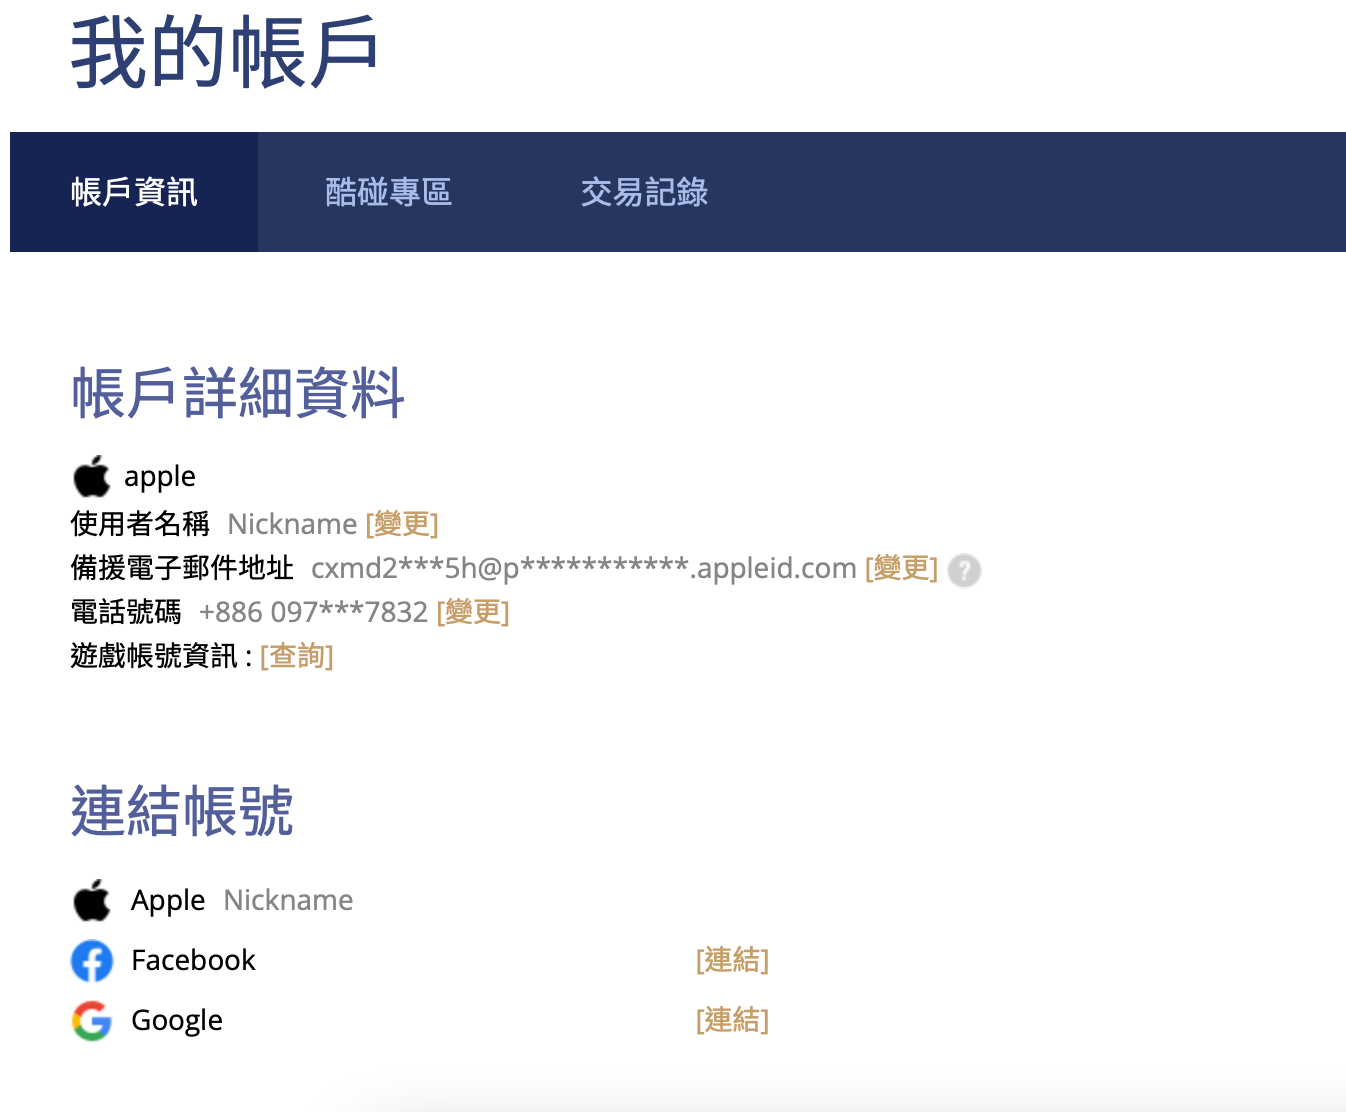 我的帳戶
帳戶資訊 酷碰專區 交易記錄
帳戶詳細資料
apple
使用者名稱 Nickname [變更]
備援電子郵件地址 cxmd2***5h@p***********.appleid.com [變更] ?
電話號碼 +886 097***7832 [變更]
遊戲帳號資訊 : [查詢]
連結帳號
Apple Nickname
Facebook [連結]
Google [連結]